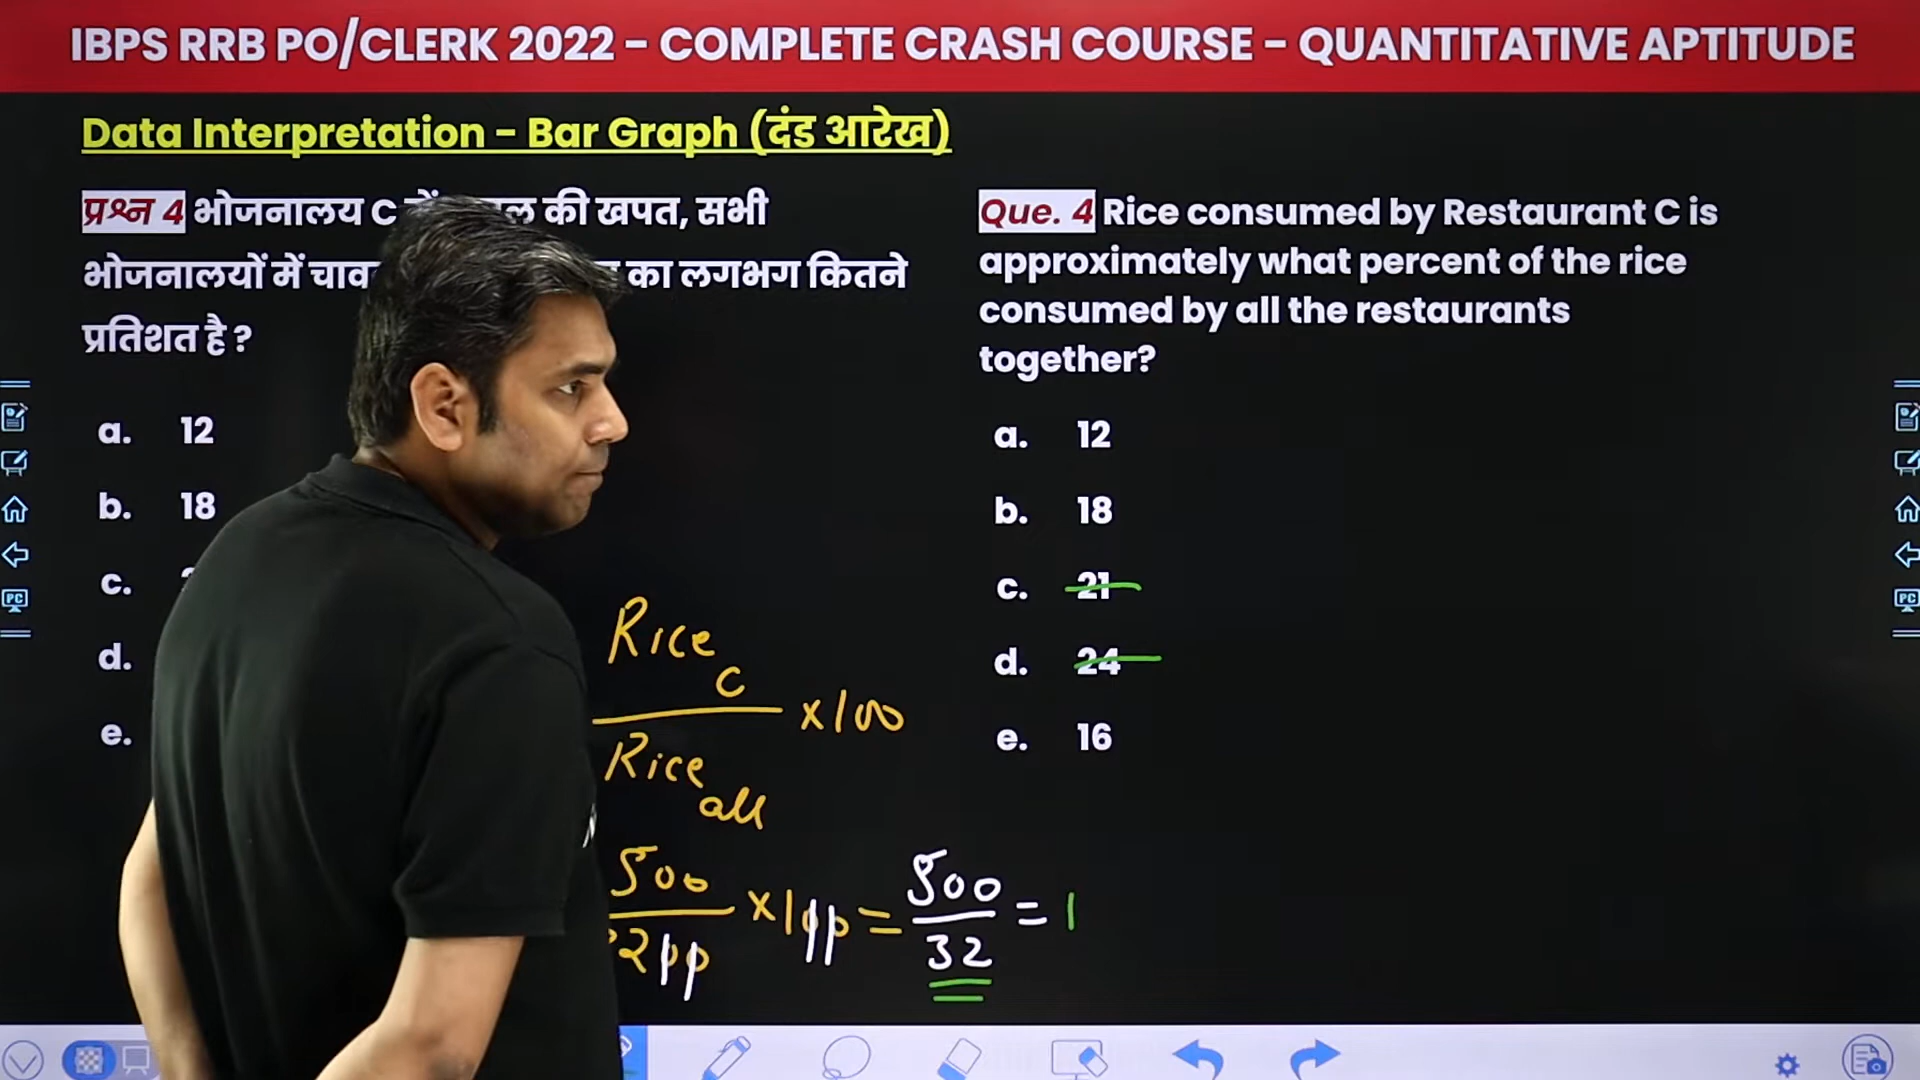 IBPS RRB PO/CLERK 2022 - COMPLETE CRASH COURSE - QUANTITATIVE APTITUDE
Data Interpretation - Bar Graph (दंड आरेख)
प्रश्न 4 भोजनालय C की खपत, सभी
भोजनालयों में का लगभग कितने
प्रतिशत है ?
a. 12
b. 18
c.
d.
e.
Que. 4 Rice consumed by Restaurant C is
approximately what percent of the rice
consumed by all the restaurants
together?
a. 12
b. 18
c. 21
d. 24
e. 16
Rice C
x100
Rice all
500
x100 = 500 = 1
200
32
PC
PC